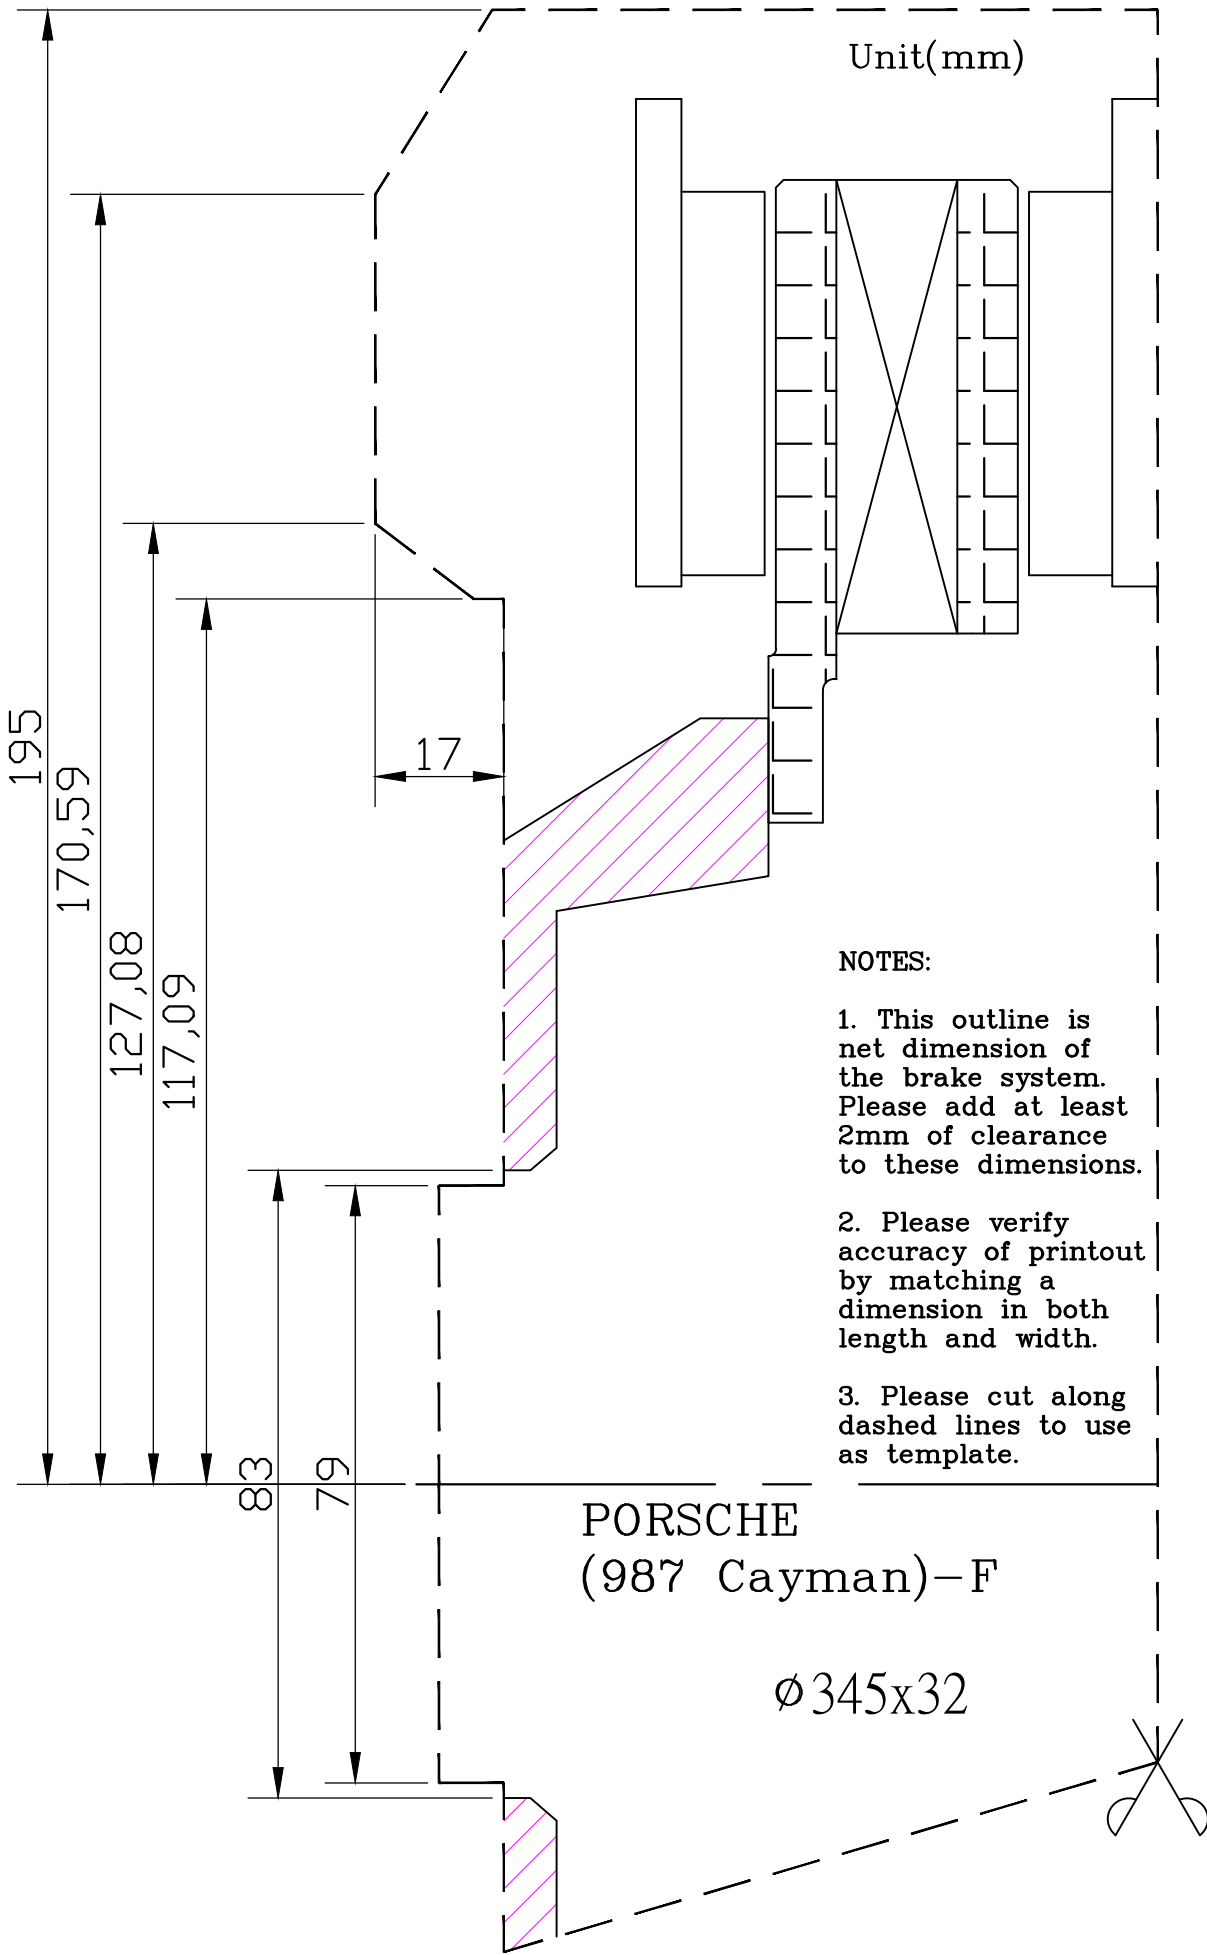 Unit(mm)
195
170,59
127,08
117,09
17
83
79
NOTES:
1. This outline is
net dimension of
the brake system.
Please add at least
2mm of clearance
to these dimensions.
2. Please verify
accuracy of printout
by matching a
dimension in both
length and width.
3. Please cut along
dashed lines to use
as template.
PORSCHE
(987 Cayman)-F
Ø345x32